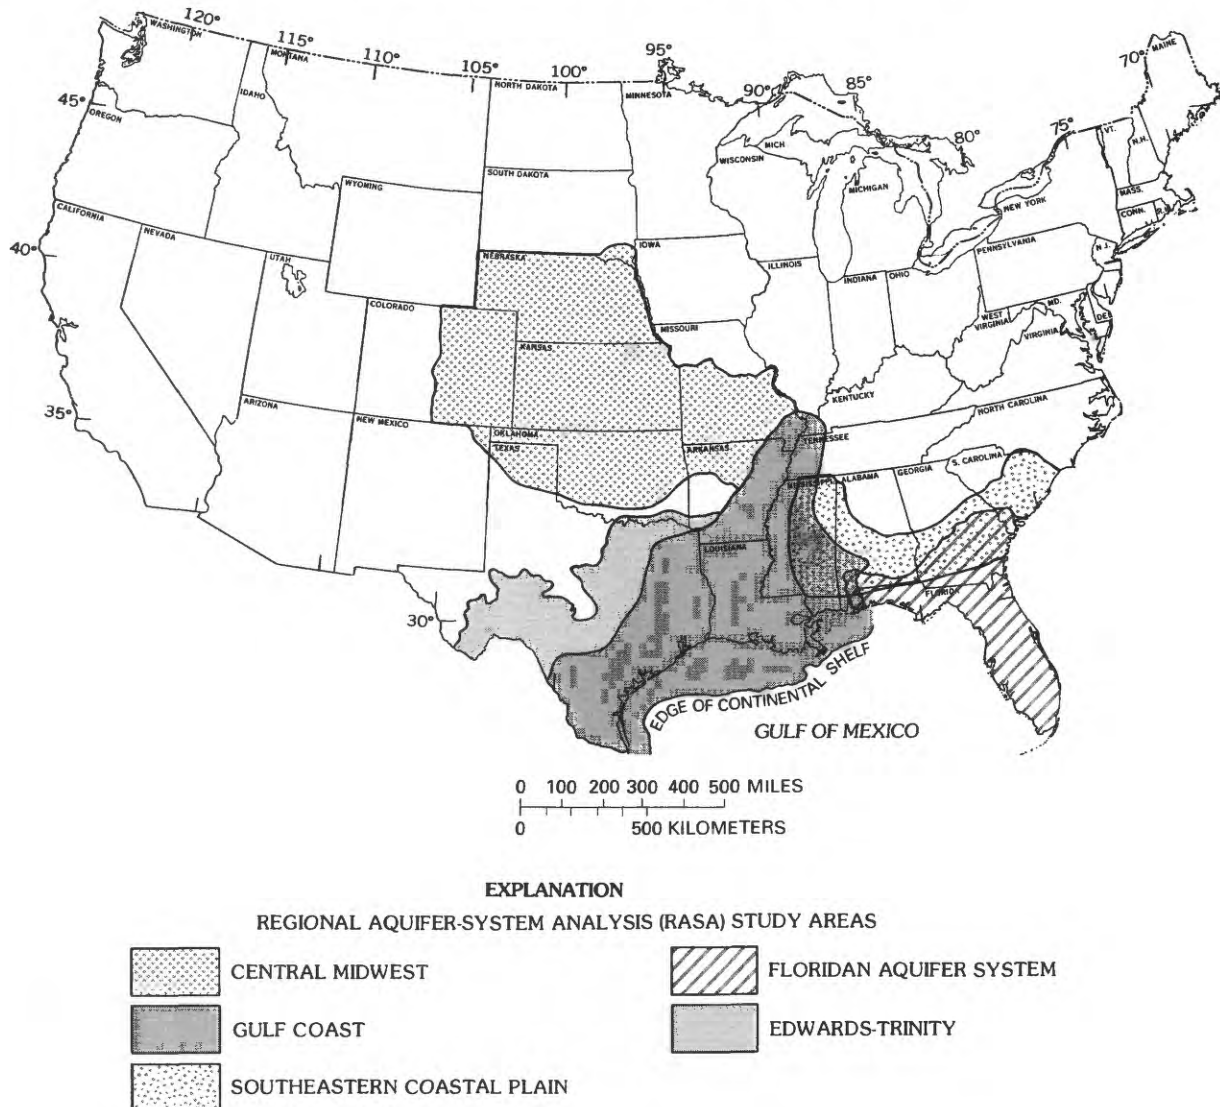 120°
WASHINGTON
115°
MONTANA
110°
105°
100°
95°
NORTH DAKOTA
MINNESOTA
90°
85°
80°
75°
70°
MAINE
45°
OREGON
IDAHO
VT.
N.H.
MICH
WISCONSIN
SOUTH DAKOTA
WYOMING
MICHIGAN
MASS.
NEW YORK
CONN.
R.I.
CALIFORNIA
NEVADA
40°
UTAH
NEBRASKA
IOWA
PENNSYLVANIA
N.J.
ILLINOIS
INDIANA
OHIO
COLORADO
MD.
DEL
WEST
VIRGINIA
VIRGINIA
MISSOURI
KANSAS
KENTUCKY
35°
ARIZONA
NEW MEXICO
OKLAHOMA
TEXAS
ARKANSAS
TENNESSEE
NORTH CAROLINA
S. CAROLINA
GEORGIA
ALABAMA
MISSISSIPPI
LOUISIANA
FLORIDA
30°
EDGE OF CONTINENTAL SHELF
GULF OF MEXICO
0 100 200 300 400 500 MILES
0 500 KILOMETERS
EXPLANATION
REGIONAL AQUIFER-SYSTEM ANALYSIS (RASA) STUDY AREAS
CENTRAL MIDWEST
FLORIDAN AQUIFER SYSTEM
GULF COAST
EDWARDS-TRINITY
SOUTHEASTERN COASTAL PLAIN